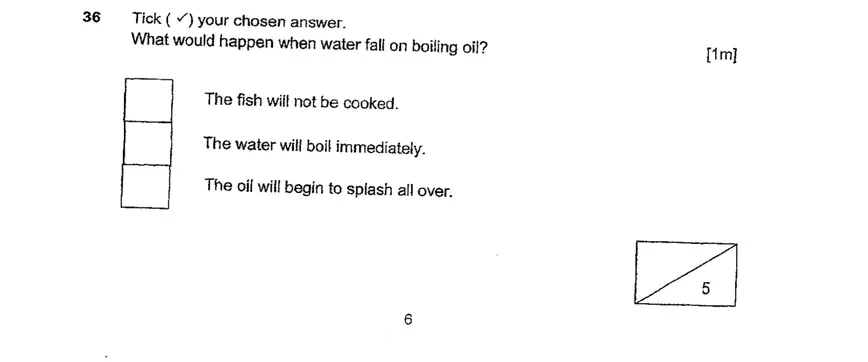 36 Tick ( ✓) your chosen answer.
What would happen when water fall on boiling oil?
[1m]
The fish will not be cooked.
The water will boil immediately.
The oil will begin to splash all over.
5
6